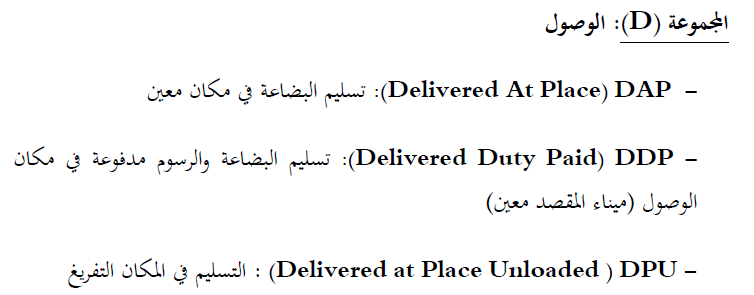 المجموعة (D): الوصول
– DAP (Delivered At Place): تسليم البضاعة في مكان معين
– DDP (Delivered Duty Paid): تسليم البضاعة والرسوم مدفوعة في مكان
الوصول (ميناء المقصد معين)
– DPU ( Delivered at Place Unloaded) : التسليم في المكان التفريغ